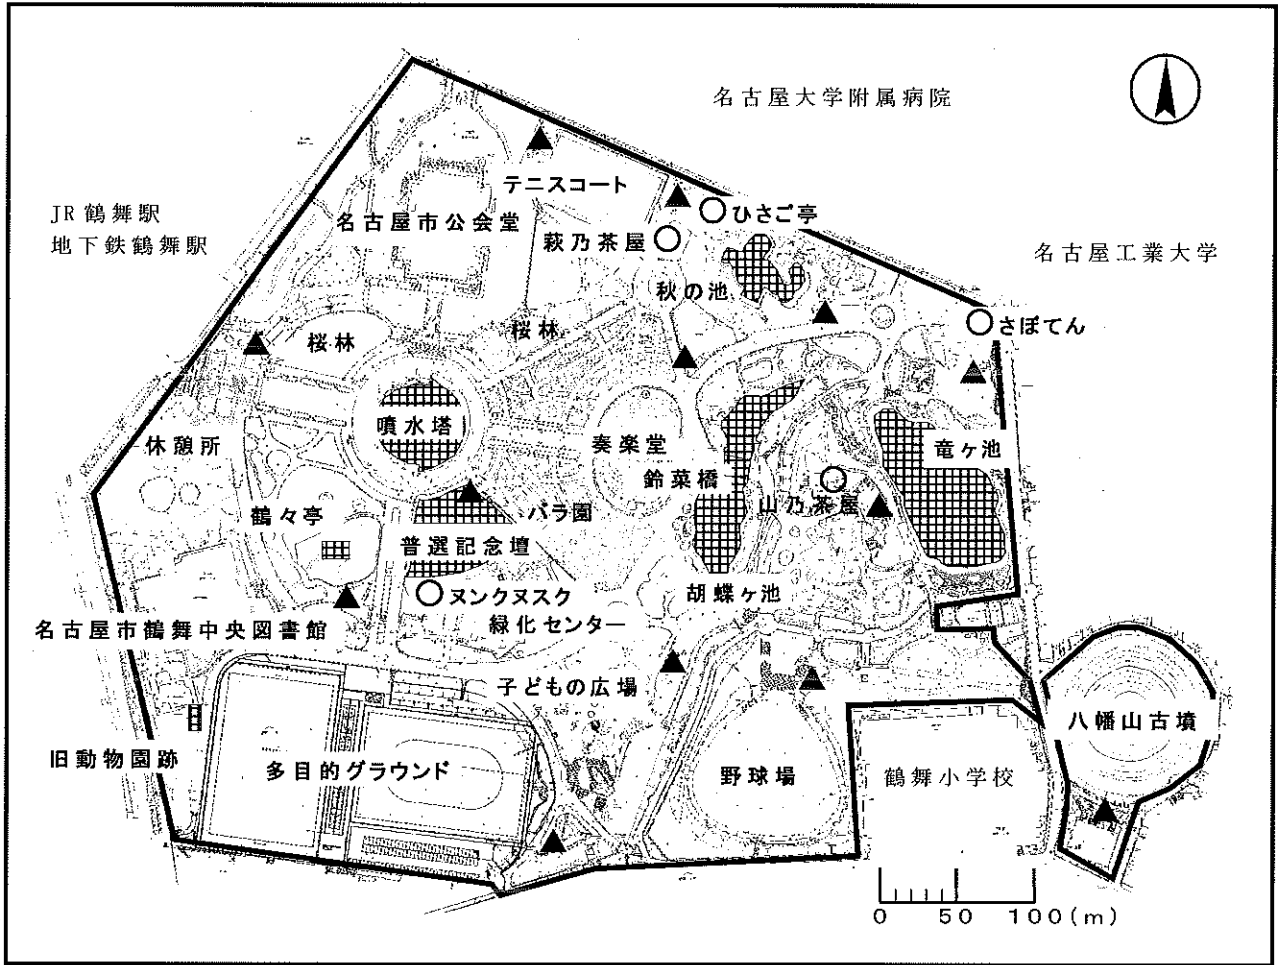 名古屋大学附属病院
テニスコート
JR鶴舞駅
地下鉄鶴舞駅
名古屋市公会堂
ひさご亭
萩乃茶屋
名古屋工業大学
秋の池
さぼてん
桜林
桜林
噴水塔
休憩所
奏楽堂
竜ヶ池
鈴菜橋
山乃茶屋
鶴々亭
バラ園
普選記念壇
胡蝶ヶ池
ヌンクヌスク
緑化センター
名古屋市鶴舞中央図書館
子どもの広場
八幡山古墳
旧動物園跡
多目的グラウンド
野球場
鶴舞小学校
0 50 100(m)